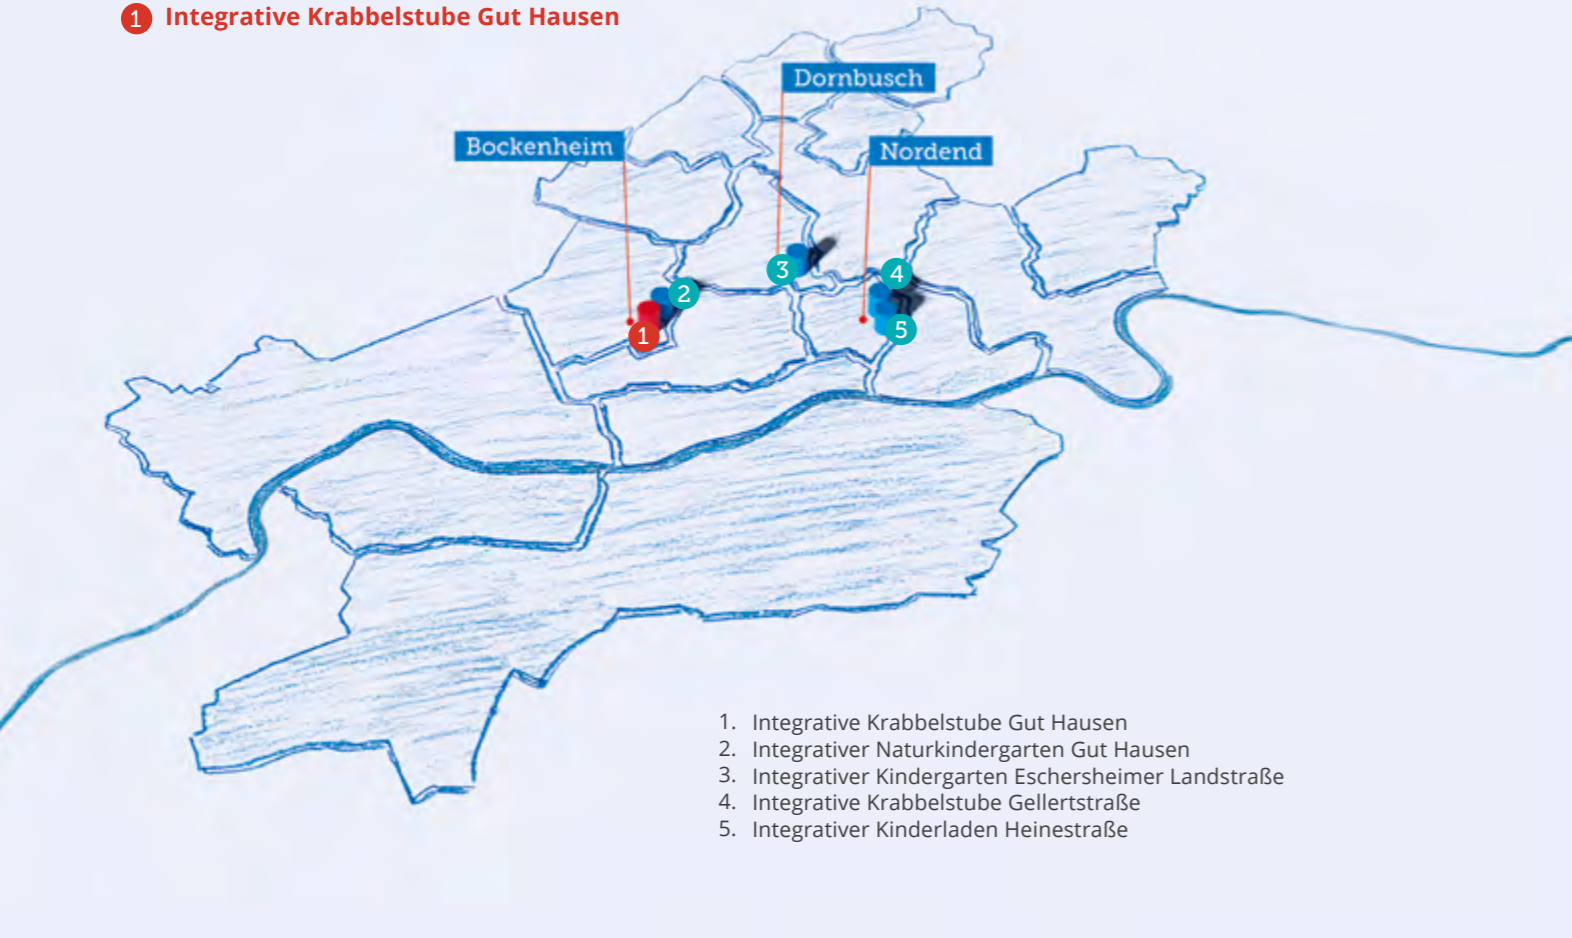 1 Integrative Krabbelstube Gut Hausen
Dornbusch
Bockenheim
Nordend
3
4
2
1
5
1. Integrative Krabbelstube Gut Hausen
2. Integrativer Naturkindergarten Gut Hausen
3. Integrativer Kindergarten Eschersheimer Landstraße
4. Integrative Krabbelstube Gellertstraße
5. Integrativer Kinderladen Heinestraße